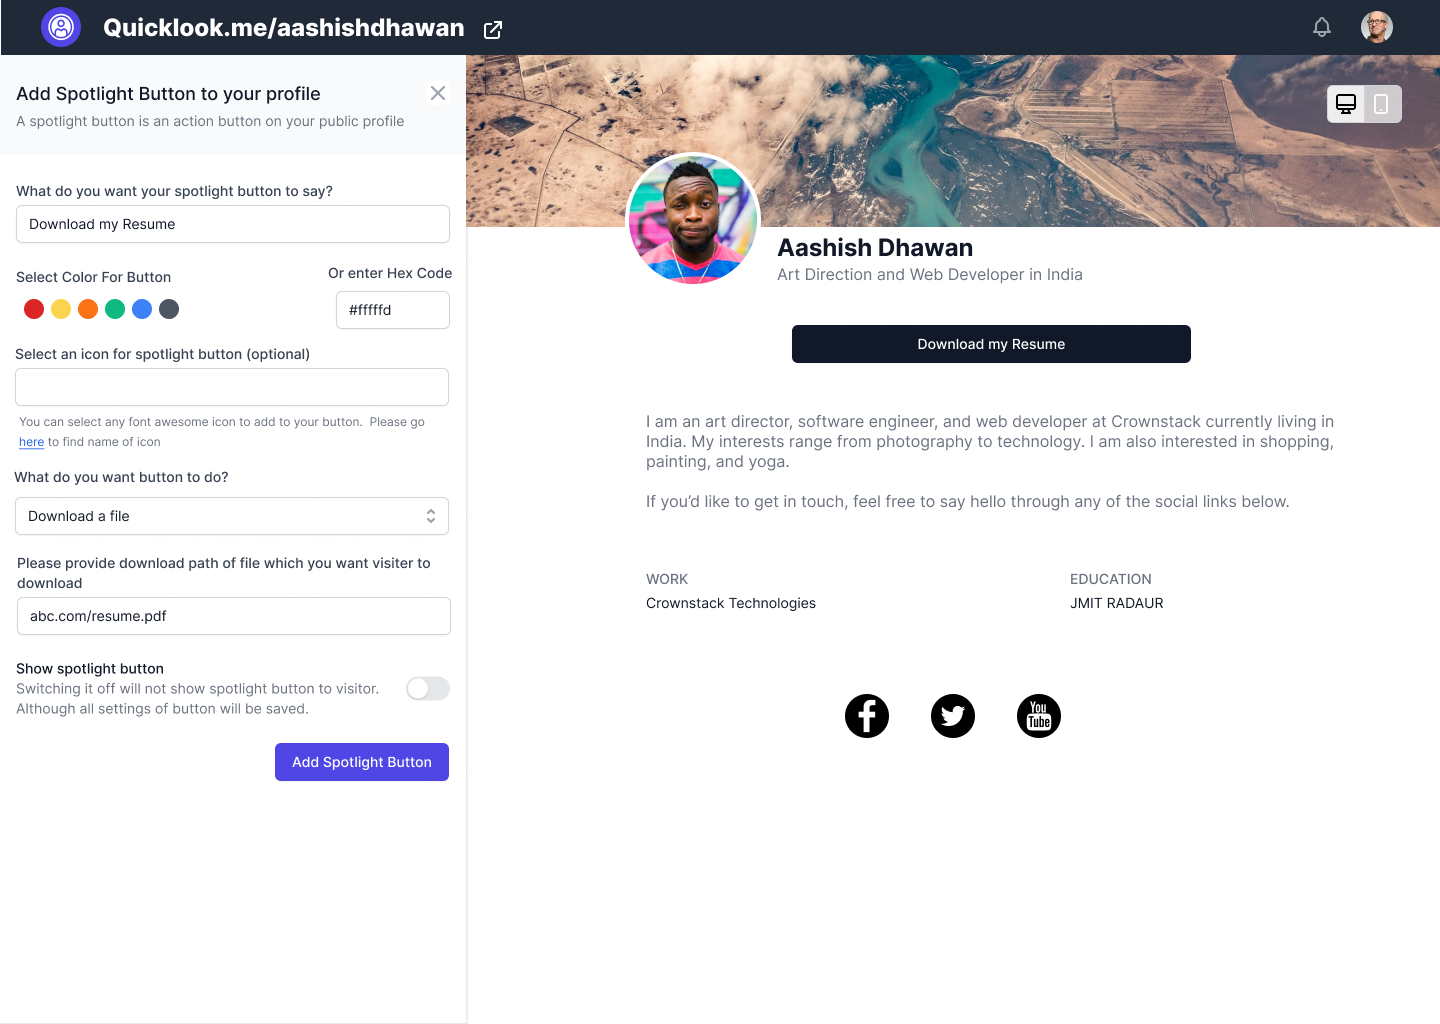 Quicklook.me/aashishdhawan
Add Spotlight Button to your profile
A spotlight button is an action button on your public profile
What do you want your spotlight button to say?
Download my Resume
Select Color For Button
Or enter Hex Code
#fffffd
Select an icon for spotlight button (optional)
You can select any font awesome icon to add to your button.  Please go
here to find name of icon
What do you want button to do?
Download a file
Please provide download path of file which you want visiter to
download
abc.com/resume.pdf
Show spotlight button
Switching it off will not show spotlight button to visitor.
Although all settings of button will be saved.
Add Spotlight Button
Aashish Dhawan
Art Direction and Web Developer in India
Download my Resume
I am an art director, software engineer, and web developer at Crownstack currently living in
India. My interests range from photography to technology. I am also interested in shopping,
painting, and yoga.
If you’d like to get in touch, feel free to say hello through any of the social links below.
WORK
Crownstack Technologies
EDUCATION
JMIT RADAUR
You
Tube